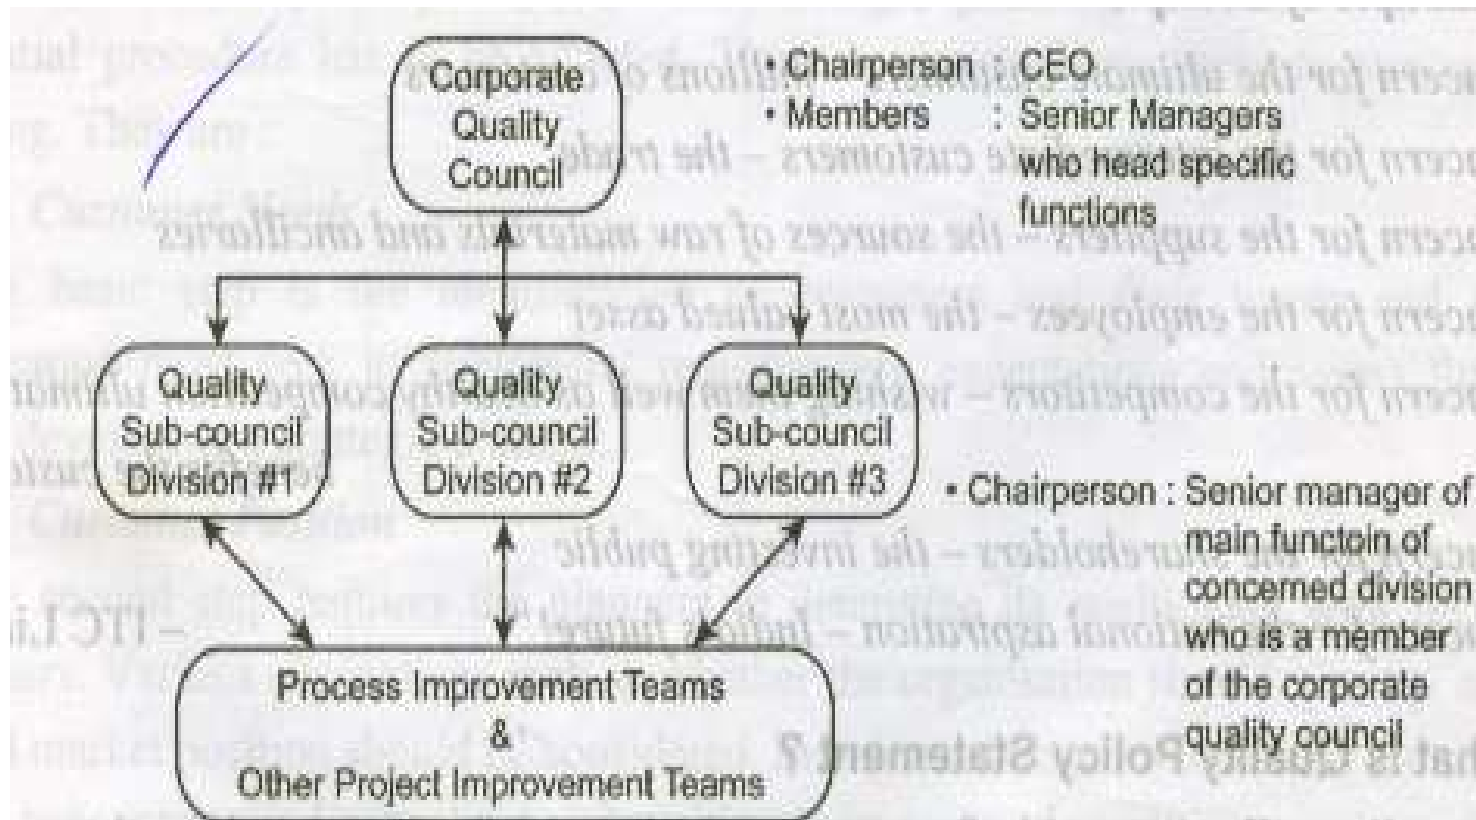 Corporate
Quality
Council
• Chairperson : CEO
• Members : Senior Managers
who head specific
functions
Quality
Sub-council
Division #1
Quality
Sub-council
Division #2
Quality
Sub-council
Division #3
• Chairperson : Senior manager of
main functoin of
concerned division
who is a member
of the corporate
quality council
Process Improvement Teams
&
Other Project Improvement Teams